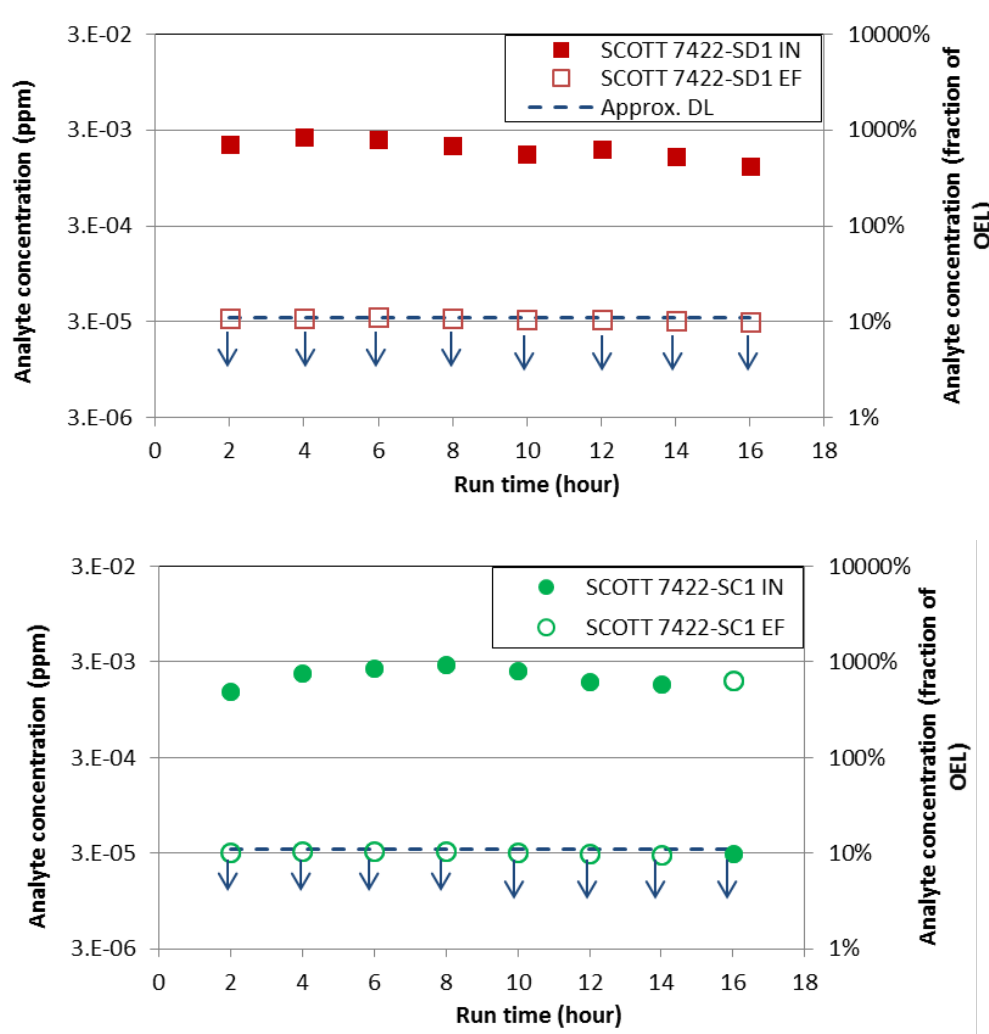 3.E-02
3.E-03
3.E-04
3.E-05
3.E-06
Analyte concentration (ppm)
SCOTT 7422-SD1 IN
SCOTT 7422-SD1 EF
Approx. DL
10000%
1000%
100%
10%
1%
Analyte concentration (fraction of
OEL)
0 2 4 6 8 10 12 14 16 18
Run time (hour)
3.E-02
3.E-03
3.E-04
3.E-05
3.E-06
Analyte concentration (ppm)
SCOTT 7422-SC1 IN
SCOTT 7422-SC1 EF
10000%
1000%
100%
10%
1%
Analyte concentration (fraction of
OEL)
0 2 4 6 8 10 12 14 16 18
Run time (hour)